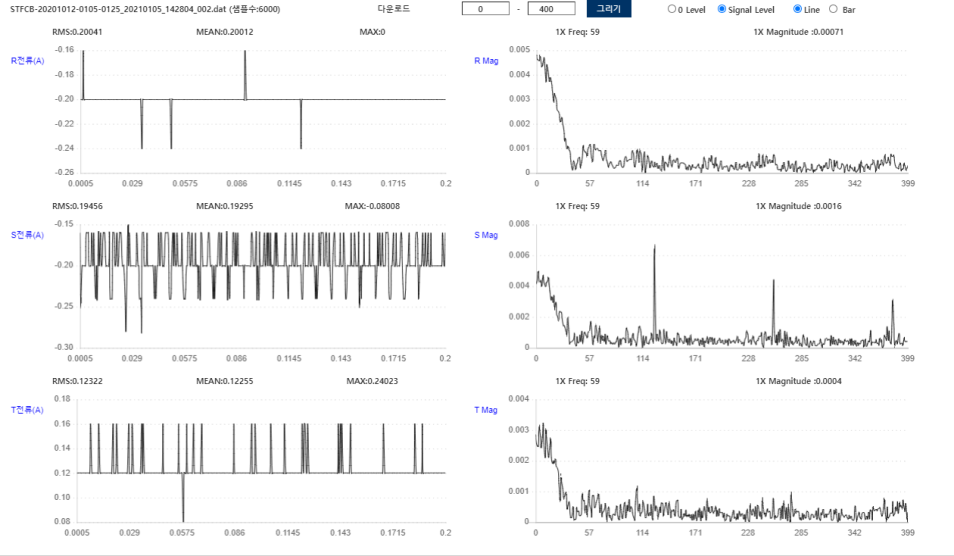 STFCB-20201012-0105-0125_20210105_142804_002.dat (샘플수:6000) 다운로드 0 - 400 그리기 0 Level Signal Level Line Bar
RMS:0.20041 MEAN:0.20012 MAX:0
R전류(A)
-0.16
-0.18
-0.20
-0.22
-0.24
-0.26
0.0005 0.029 0.0575 0.086 0.1145 0.143 0.1715 0.2
1X Freq: 59 1X Magnitude :0.00071
R Mag
0.005
0.004
0.003
0.002
0.001
0
0 57 114 171 228 285 342 399
RMS:0.19456 MEAN:0.19295 MAX:-0.08008
S전류(A)
-0.15
-0.20
-0.25
-0.30
0.0005 0.029 0.0575 0.086 0.1145 0.143 0.1715 0.2
1X Freq: 59 1X Magnitude :0.0016
S Mag
0.008
0.006
0.004
0.002
0
0 57 114 171 228 285 342 399
RMS:0.12322 MEAN:0.12255 MAX:0.24023
T전류(A)
0.18
0.16
0.14
0.12
0.10
0.08
0.0005 0.029 0.0575 0.086 0.1145 0.143 0.1715 0.2
1X Freq: 59 1X Magnitude :0.0004
T Mag
0.004
0.003
0.002
0.001
0
0 57 114 171 228 285 342 399